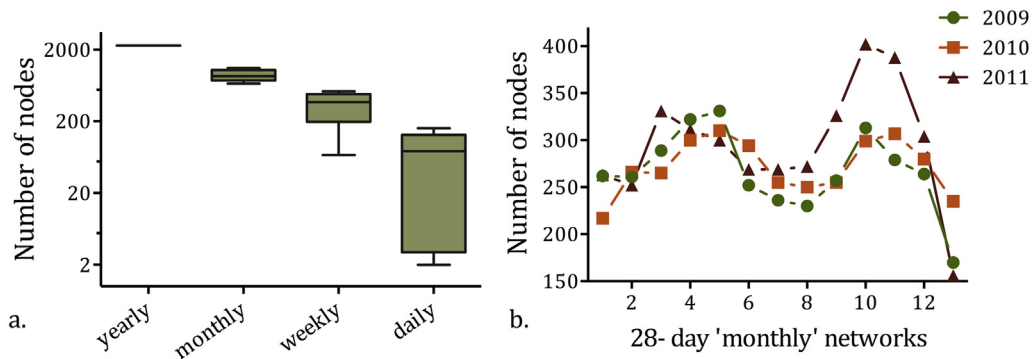 Number of nodes
2000
200
20
2
yearly
monthly
weekly
daily
a.
Number of nodes
400
350
300
250
200
150
2
4
6
8
10
12
28- day 'monthly' networks
b.
2009
2010
2011